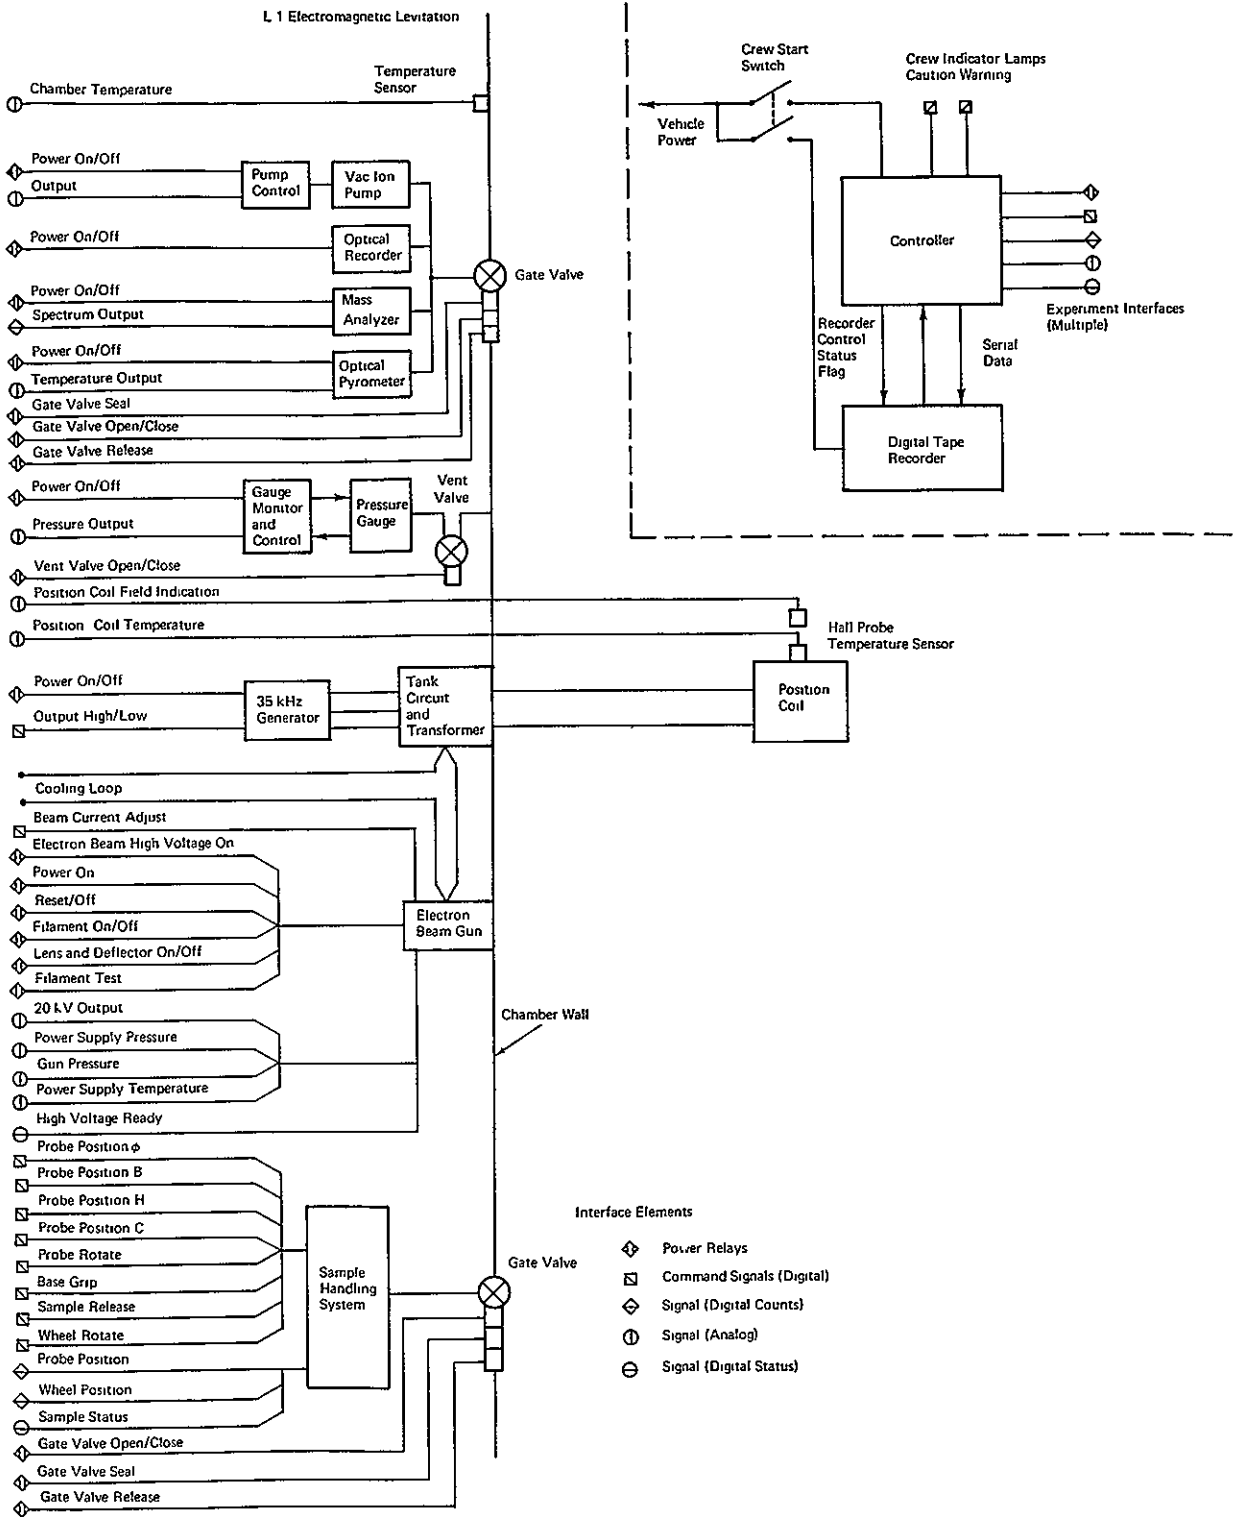 L 1 Electromagnetic Levitation
Chamber Temperature
Temperature
Sensor
Power On/Off
Output
Pump
Control
Vac Ion
Pump
Power On/Off
Optical
Recorder
Gate Valve
Power On/Off
Spectrum Output
Mass
Analyzer
Power On/Off
Temperature Output
Optical
Pyrometer
Gate Valve Seal
Gate Valve Open/Close
Gate Valve Release
Power On/Off
Pressure Output
Gauge
Monitor
and
Control
Pressure
Gauge
Vent
Valve
Vent Valve Open/Close
Position Coil Field Indication
Position Coil Temperature
Hall Probe
Temperature Sensor
Power On/Off
Output High/Low
35 kHz
Generator
Tank
Circuit
and
Transformer
Position
Coil
Cooling Loop
Beam Current Adjust
Electron Beam High Voltage On
Power On
Reset/Off
Filament On/Off
Lens and Deflector On/Off
Filament Test
Electron
Beam Gun
20 kV Output
Power Supply Pressure
Gun Pressure
Power Supply Temperature
High Voltage Ready
Chamber Wall
Probe Position ϕ
Probe Position B
Probe Position H
Probe Position C
Probe Rotate
Base Grip
Sample Release
Wheel Rotate
Probe Position
Wheel Position
Sample Status
Sample
Handling
System
Gate Valve
Gate Valve Open/Close
Gate Valve Seal
Gate Valve Release
Crew Start
Switch
Crew Indicator Lamps
Caution Warning
Vehicle
Power
Controller
Experiment Interfaces
(Multiple)
Recorder
Control
Status
Flag
Serial
Data
Digital Tape
Recorder
Interface Elements
Power Relays
Command Signals (Digital)
Signal (Digital Counts)
Signal (Analog)
Signal (Digital Status)